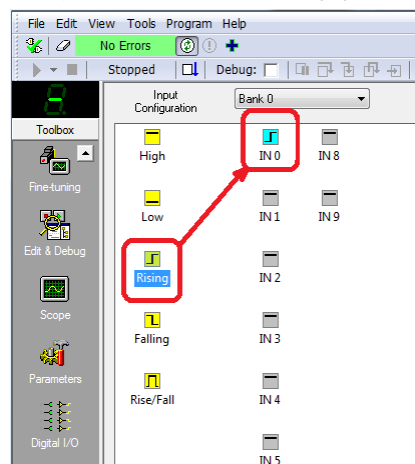 File Edit View Tools Program Help
No Errors
Stopped Debug:
Input
Configuration
Bank 0
Toolbox
Fine-tuning
Edit & Debug
Scope
Parameters
Digital I/O
High IN 0 IN 8
Low IN 1 IN 9
Rising IN 2
Falling IN 3
Rise/Fall IN 4
IN 5